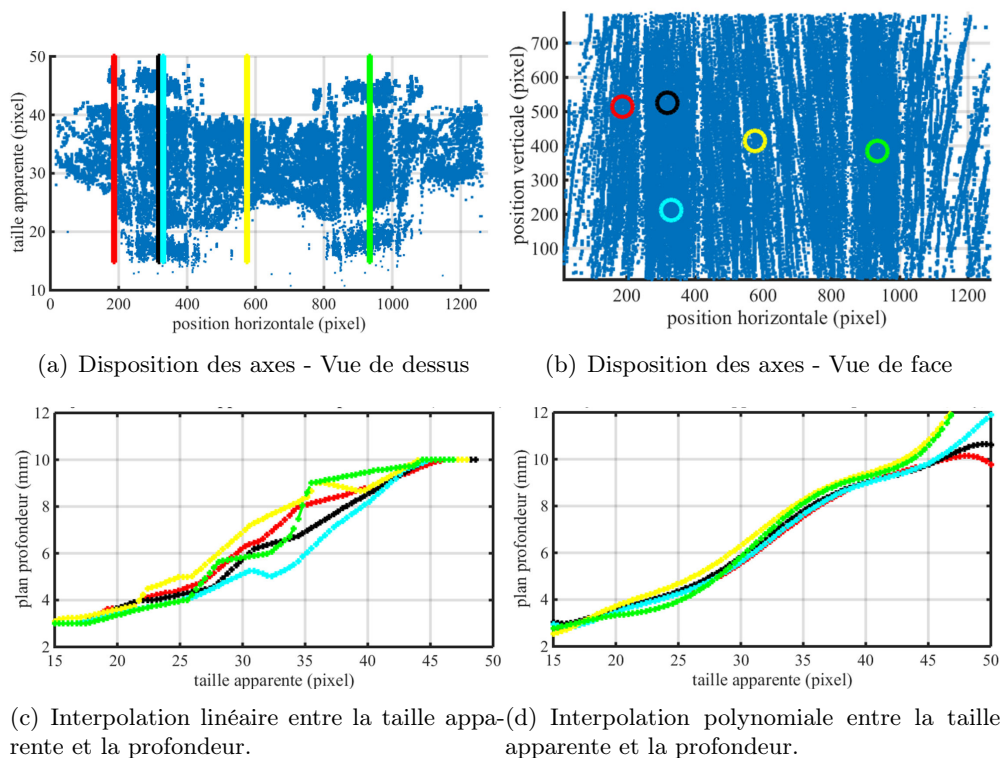 50
40
30
20
10
taille apparente (pixel)
0 200 400 600 800 1000 1200
position horizontale (pixel)
700
600
500
400
300
200
100
position verticale (pixel)
200 400 600 800 1000 1200
position horizontale (pixel)
(a) Disposition des axes - Vue de dessus
(b) Disposition des axes - Vue de face
12
10
8
6
4
2
plan profondeur (mm)
15 20 25 30 35 40 45 50
taille apparente (pixel)
12
10
8
6
4
2
plan profondeur (mm)
15 20 25 30 35 40 45 50
taille apparente (pixel)
(c) Interpolation linéaire entre la taille appa-
rente et la profondeur.
(d) Interpolation polynomiale entre la taille
apparente et la profondeur.